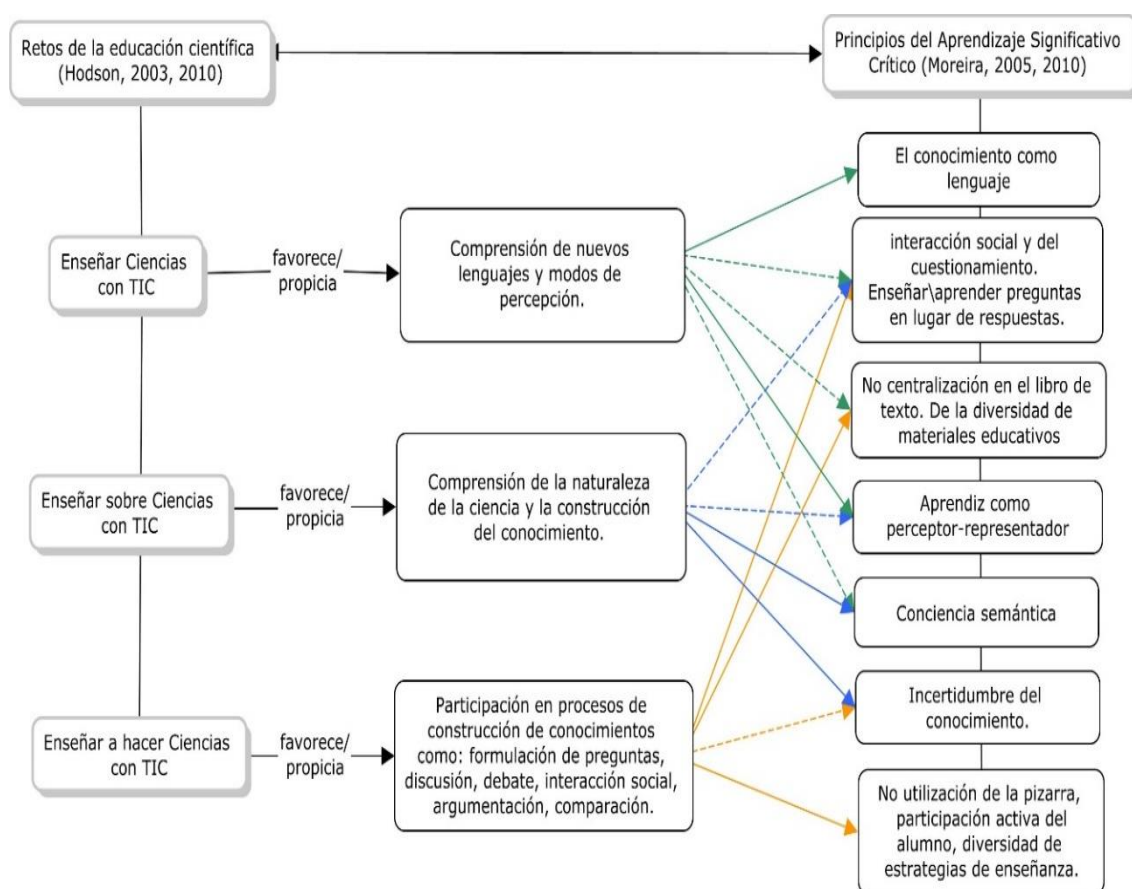 Retos de la educación científica
(Hodson, 2003, 2010)
Principios del Aprendizaje Significativo
Crítico (Moreira, 2005, 2010)
El conocimiento como
lenguaje
Enseñar Ciencias
con TIC
favorece/
propicia
Comprensión de nuevos
lenguajes y modos de
percepción.
interacción social y del
cuestionamiento.
Enseñar\aprender preguntas
en lugar de respuestas.
No centralización en el libro de
texto. De la diversidad de
materiales educativos
Enseñar sobre Ciencias
con TIC
favorece/
propicia
Comprensión de la naturaleza
de la ciencia y la construcción
del conocimiento.
Aprendiz como
perceptor-representador
Conciencia semántica
Enseñar a hacer Ciencias
con TIC
favorece/
propicia
Participación en procesos de
construcción de conocimientos
como: formulación de preguntas,
discusión, debate, interacción social,
argumentación, comparación.
Incertidumbre del
conocimiento.
No utilización de la pizarra,
participación activa del
alumno, diversidad de
estrategias de enseñanza.